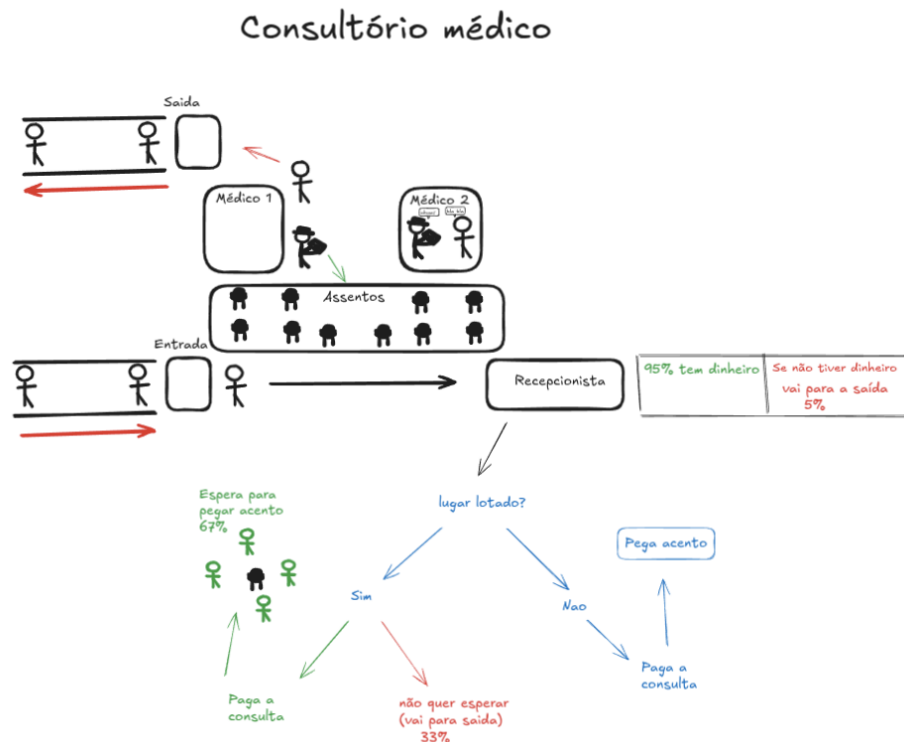 Consultório médico
Saida
Médico 1
Médico 2
Assentos
Entrada
Recepcionista
95% tem dinheiro
Se não tiver dinheiro
vai para a saída
5%
lugar lotado?
Espera para
pegar acento
67%
Pega acento
Sim
Nao
Paga a
consulta
Paga a
consulta
não quer esperar
(vai para saida)
33%